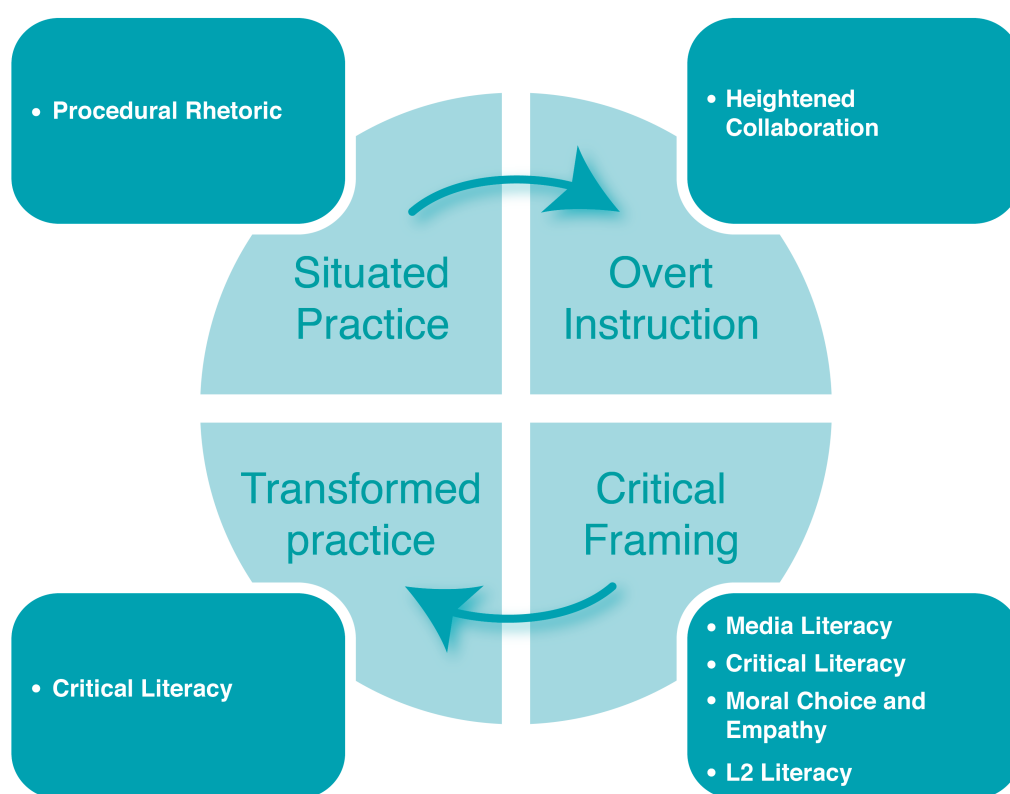 • Procedural Rhetoric
• Heightened
Collaboration
Situated
Practice
Overt
Instruction
Transformed
practice
Critical
Framing
• Critical Literacy
• Media Literacy
• Critical Literacy
• Moral Choice and
Empathy
• L2 Literacy